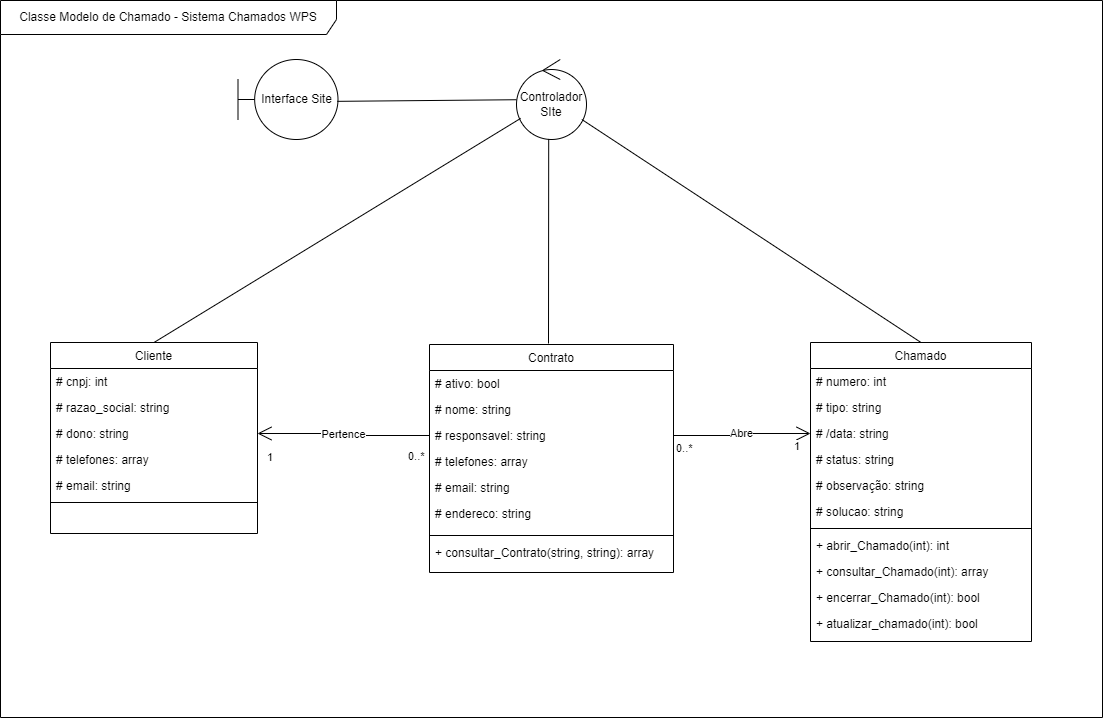 Classe Modelo de Chamado - Sistema Chamados WPS
Interface Site
Controlador
SIte
Cliente
# cnpj: int
# razao_social: string
# dono: string
# telefones: array
# email: string
Pertence
1
0..*
Contrato
# ativo: bool
# nome: string
# responsavel: string
# telefones: array
# email: string
# endereco: string
+ consultar_Contrato(string, string): array
Abre
0..*
1
Chamado
# numero: int
# tipo: string
# /data: string
# status: string
# observação: string
# solucao: string
+ abrir_Chamado(int): int
+ consultar_Chamado(int): array
+ encerrar_Chamado(int): bool
+ atualizar_chamado(int): bool